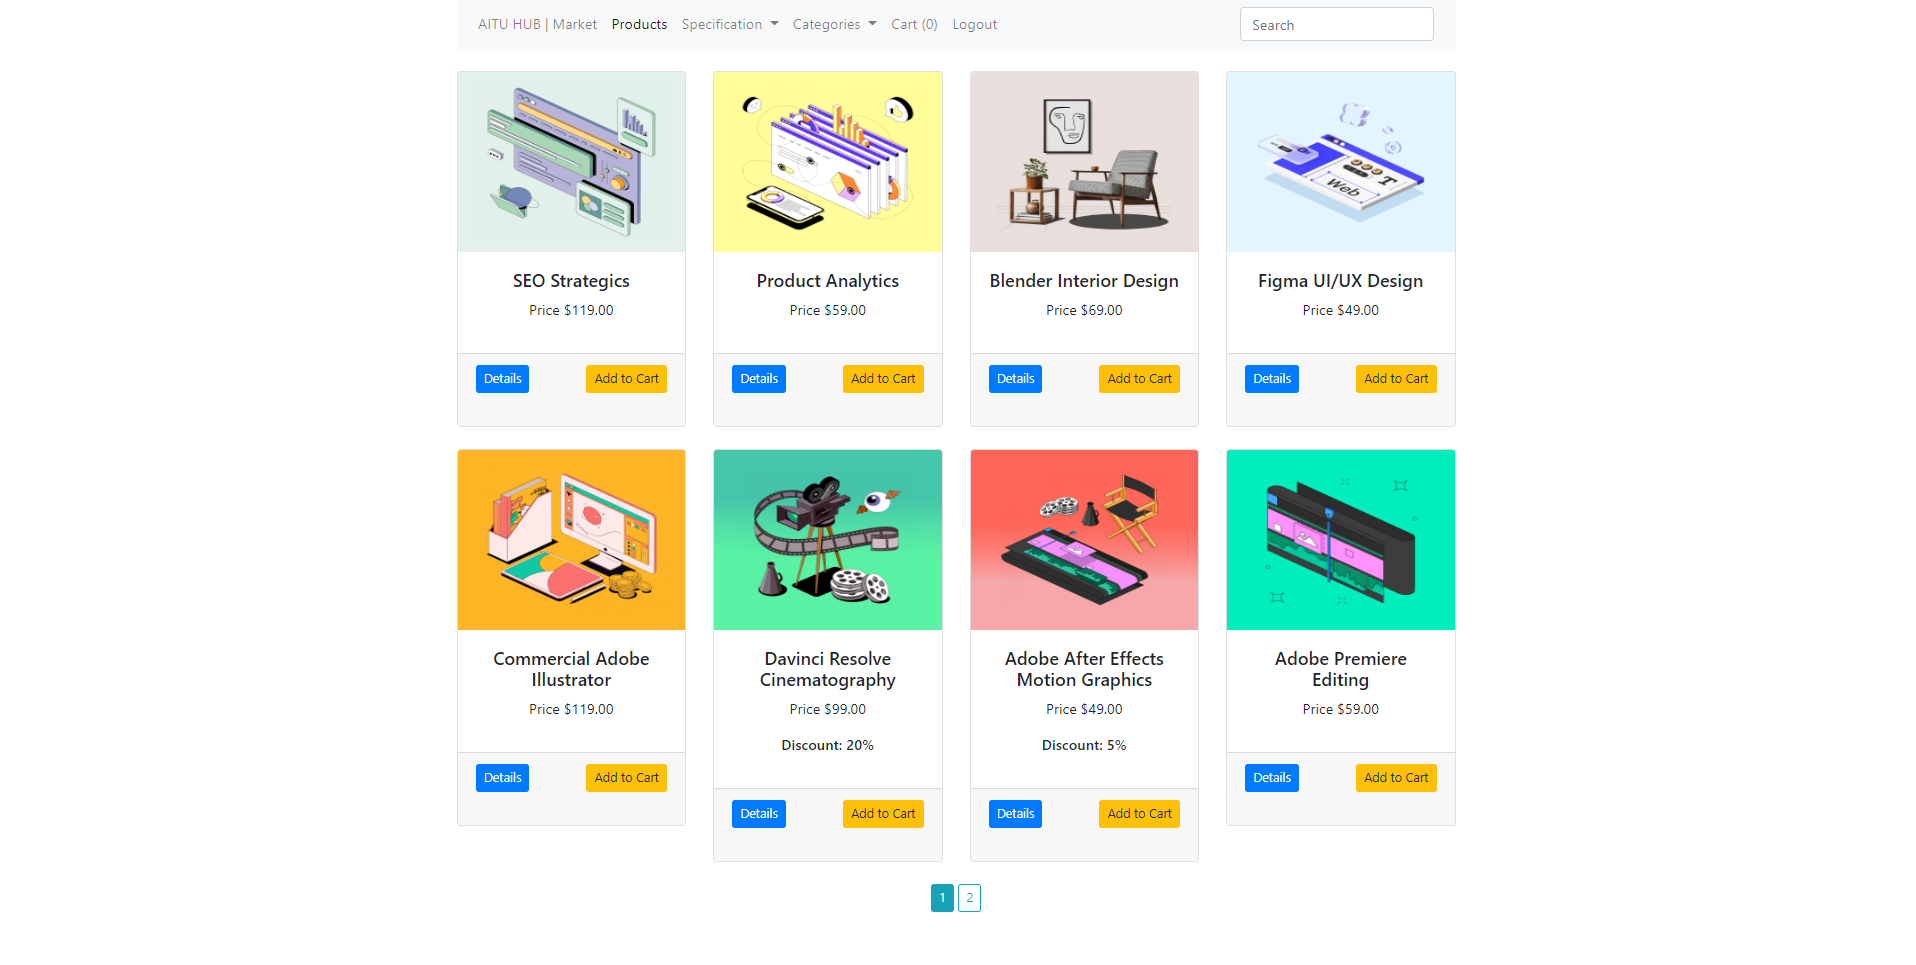 AITU HUB | Market Products Specification Categories Cart (0) Logout Search
Web
T
SEO Strategics
Price $119.00
Details Add to Cart
Product Analytics
Price $59.00
Details Add to Cart
Blender Interior Design
Price $69.00
Details Add to Cart
Figma UI/UX Design
Price $49.00
Details Add to Cart
Commercial Adobe
Illustrator
Price $119.00
Details Add to Cart
Davinci Resolve
Cinematography
Price $99.00
Discount: 20%
Details Add to Cart
Adobe After Effects
Motion Graphics
Price $49.00
Discount: 5%
Details Add to Cart
Adobe Premiere
Editing
Price $59.00
Details Add to Cart
1 2